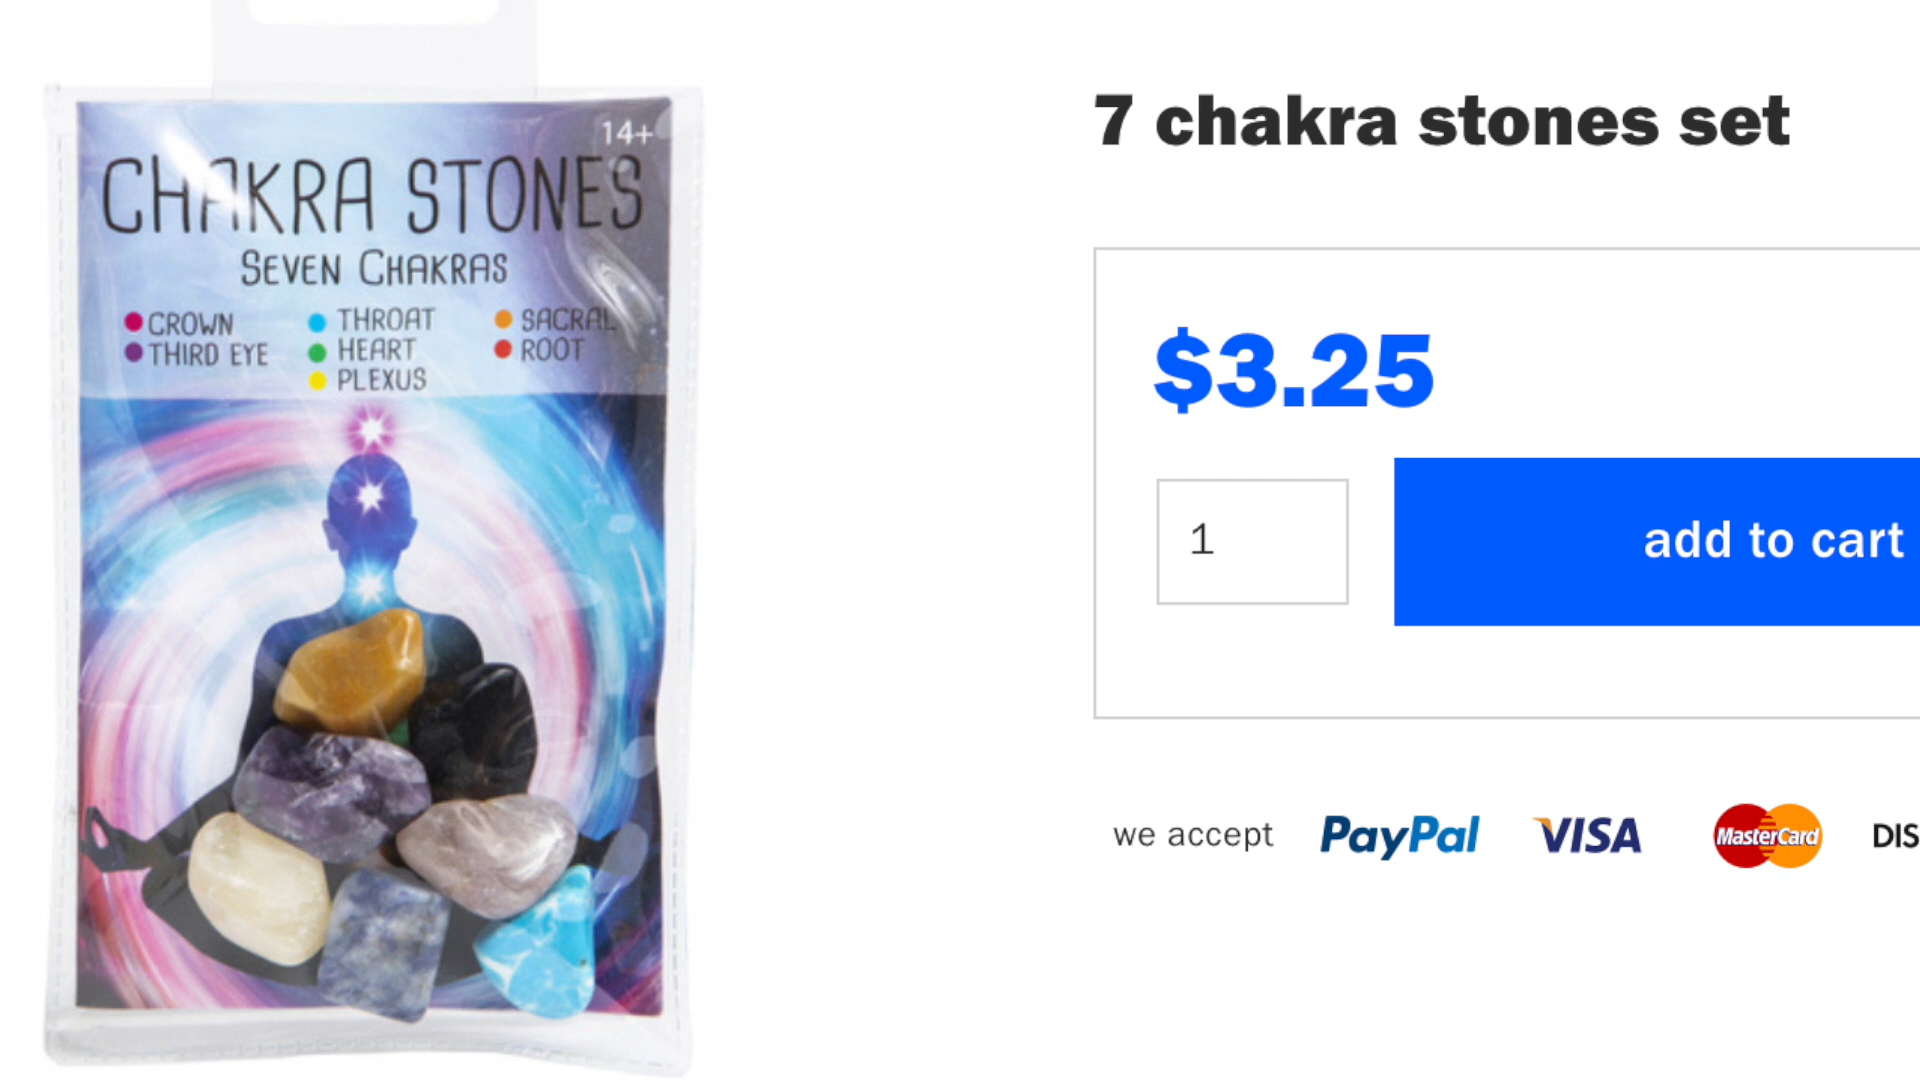 14+
CHAKRA STONES
SEVEN CHAKRAS
CROWN
THIRD EYE
THROAT
HEART
PLEXUS
SACRAL
ROOT
7 chakra stones set
$3.25
1
add to cart
we accept
PayPal
VISA
MasterCard
DIS